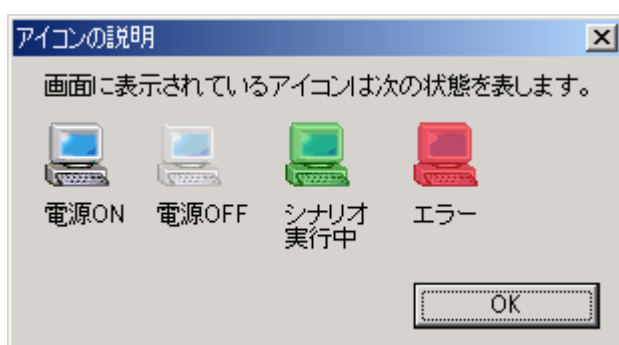 アイコンの説明
画面に表示されているアイコンは次の状態を表します。
電源ON 電源OFF シナリオ エラー
実行中
OK